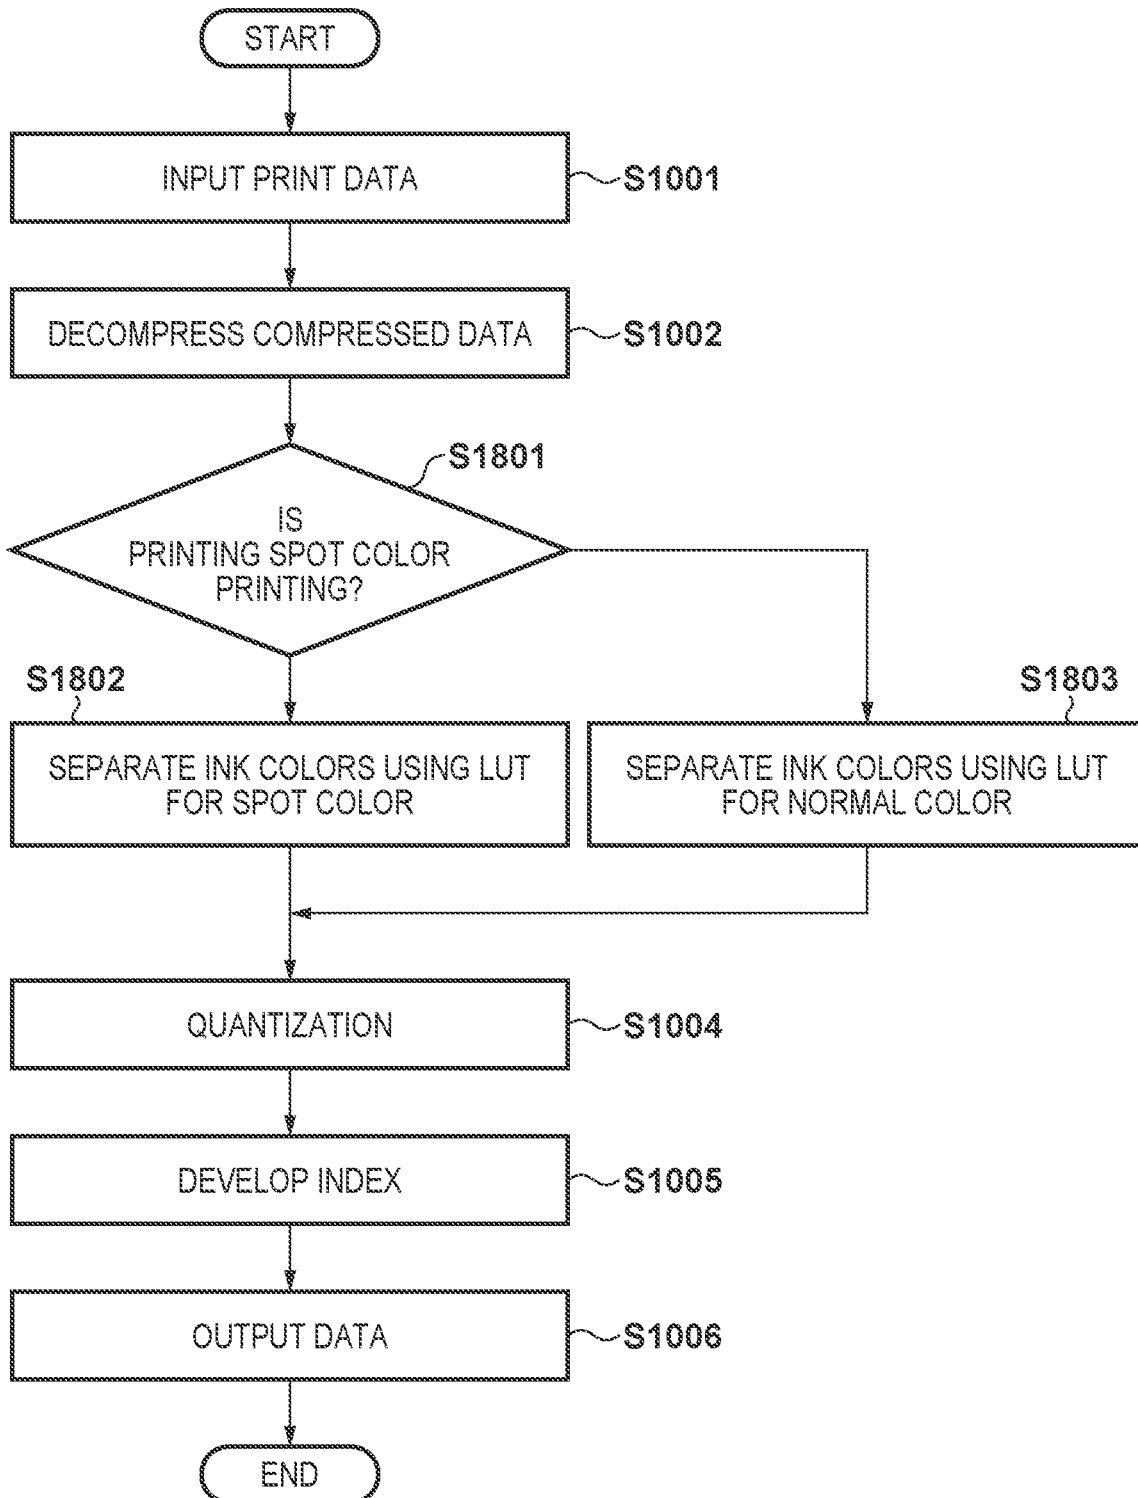 START
INPUT PRINT DATA
S1001
DECOMPRESS COMPRESSED DATA
S1002
S1801
IS
PRINTING SPOT COLOR
PRINTING?
S1802
S1803
SEPARATE INK COLORS USING LUT
FOR SPOT COLOR
SEPARATE INK COLORS USING LUT
FOR NORMAL COLOR
QUANTIZATION
S1004
DEVELOP INDEX
S1005
OUTPUT DATA
S1006
END